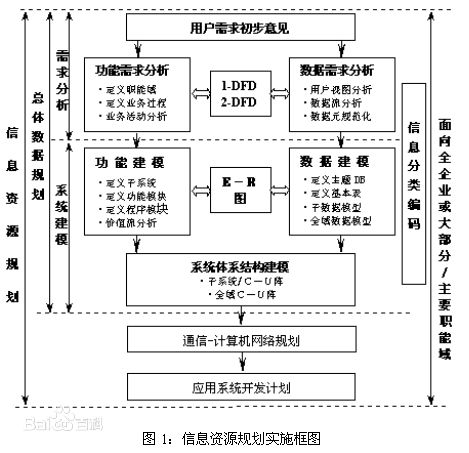 用户需求初步意见
功能需求分析
• 定义职能域
• 定义业务过程
• 业务活动分析
1-DFD
2-DFD
数据需求分析
• 用户视图分析
• 数据流分析
• 数据元规范化
功能建模
• 定义子系统
• 定义功能模块
• 定义程序模块
• 价值流分析
E－R
图
数据建模
• 定义主题DB
• 定义基本表
• 子数据模型
• 全域数据模型
系统体系结构建模
• 子系统/C－U阵
• 全域C－U阵
通信-计算机网络规划
应用系统开发计划
信息资源规划
总体数据规划
需求分析
系统建模
信息分类编码
面向全企业或大部分/主要职能域
Bai百科
图 1：信息资源规划实施框图